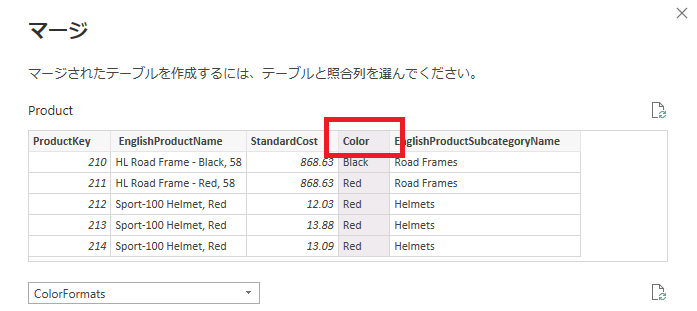 マージ
マージされたテーブルを作成するには、テーブルと照合列を選んでください。
Product
ProductKey EnglishProductName StandardCost Color EnglishProductSubcategoryName
210 HL Road Frame - Black, 58 868.63 Black Road Frames
211 HL Road Frame - Red, 58 868.63 Red Road Frames
212 Sport-100 Helmet, Red 12.03 Red Helmets
213 Sport-100 Helmet, Red 13.88 Red Helmets
214 Sport-100 Helmet, Red 13.09 Red Helmets
ColorFormats